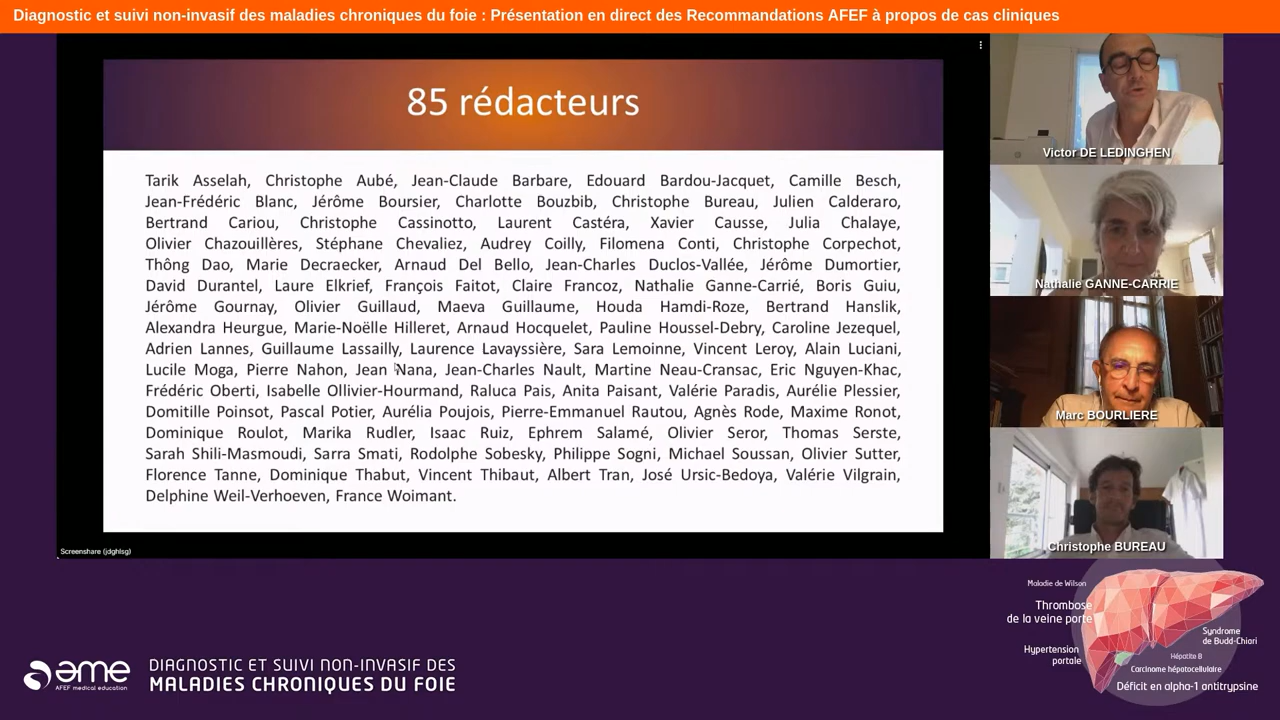 Diagnostic et suivi non-invasif des maladies chroniques du foie : Présentation en direct des Recommandations AFEF à propos de cas cliniques
85 rédacteurs
Tarik Asselah, Christophe Aubé, Jean-Claude Barbare, Edouard Bardou-Jacquet, Camille Besch,
Jean-Frédéric Blanc, Jérôme Boursier, Charlotte Bouzbib, Christophe Bureau, Julien Calderaro,
Bertrand Cariou, Christophe Cassinotto, Laurent Castéra, Xavier Causse, Julia Chalaye,
Olivier Chazouillères, Stéphane Chevaliez, Audrey Coilly, Filomena Conti, Christophe Corpechot,
Thông Dao, Marie Decraecker, Arnaud Del Bello, Jean-Charles Duclos-Vallée, Jérôme Dumortier,
David Durantel, Laure Elkrief, François Faitot, Claire Francoz, Nathalie Ganne-Carrié, Boris Guiu,
Jérôme Gournay, Olivier Guillaud, Maeva Guillaume, Houda Hamdi-Roze, Bertrand Hanslik,
Alexandra Heurgue, Marie-Noëlle Hilleret, Arnaud Hocquelet, Pauline Houssel-Debry, Caroline Jezequel,
Adrien Lannes, Guillaume Lassailly, Laurence Lavayssière, Sara Lemoinne, Vincent Leroy, Alain Luciani,
Lucile Moga, Pierre Nahon, Jean Nana, Jean-Charles Nault, Martine Neau-Cransac, Eric Nguyen-Khac,
Frédéric Oberti, Isabelle Ollivier-Hourmand, Raluca Pais, Anita Paisant, Valérie Paradis, Aurélie Plessier,
Domitille Poinsot, Pascal Potier, Aurélia Poujois, Pierre-Emmanuel Rautou, Agnès Rode, Maxime Ronot,
Dominique Roulot, Marika Rudler, Isaac Ruiz, Ephrem Salamé, Olivier Seror, Thomas Serste,
Sarah Shili-Masmoudi, Sarra Smati, Rodolphe Sobesky, Philippe Sogni, Michael Soussan, Olivier Sutter,
Florence Tanne, Dominique Thabut, Vincent Thibaut, Albert Tran, José Ursic-Bedoya, Valérie Vilgrain,
Delphine Weil-Verhoeven, France Woimant.
Screenshare (jdghlsg)
Victor DE LEDINGHEN
Nathalie GANNE-CARRIE
Marc BOURLIERE
Christophe BUREAU
Maladie de Wilson
Thrombose
de la veine porte
Hypertension
portale
Syndrome
de Budd-Chiari
Hépatite B
Carcinome hépatocellulaire
Déficit en alpha-1 antitrypsine
ame
AFEF medical education
DIAGNOSTIC ET SUIVI NON-INVASIF DES
MALADIES CHRONIQUES DU FOIE